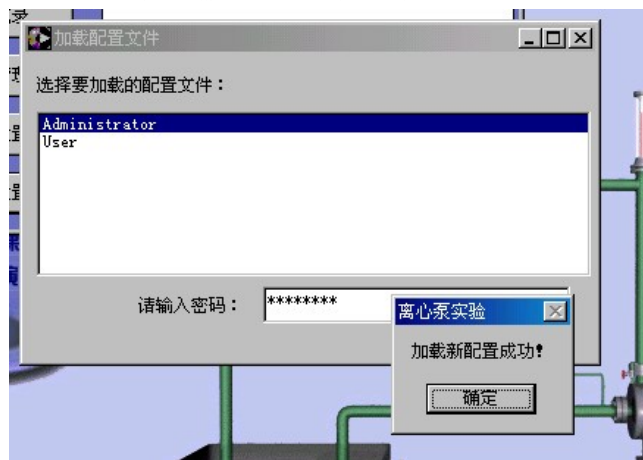 录
加载配置文件
选择要加载的配置文件：
Administrator
User
请输入密码：
********
离心泵实验
加载新配置成功!
确定